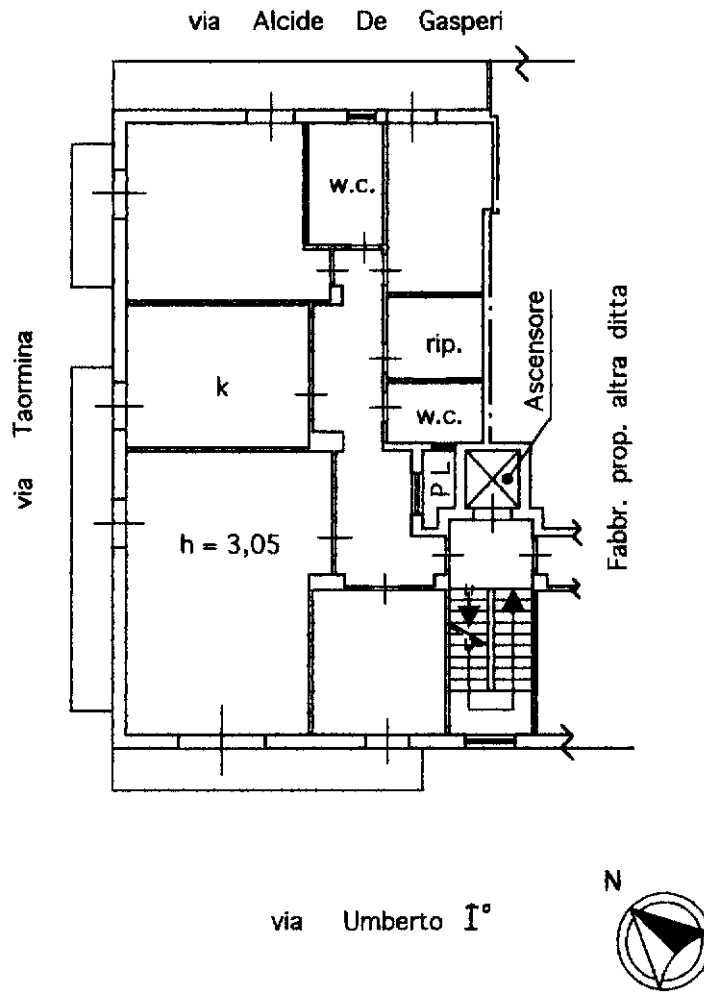 via Alcide De Gasperi
w.c.
via Taormina
k
rip.
w.c.
Ascensore
Fabbr. prop. altra ditta
P L
h = 3,05
via Umberto I°
N